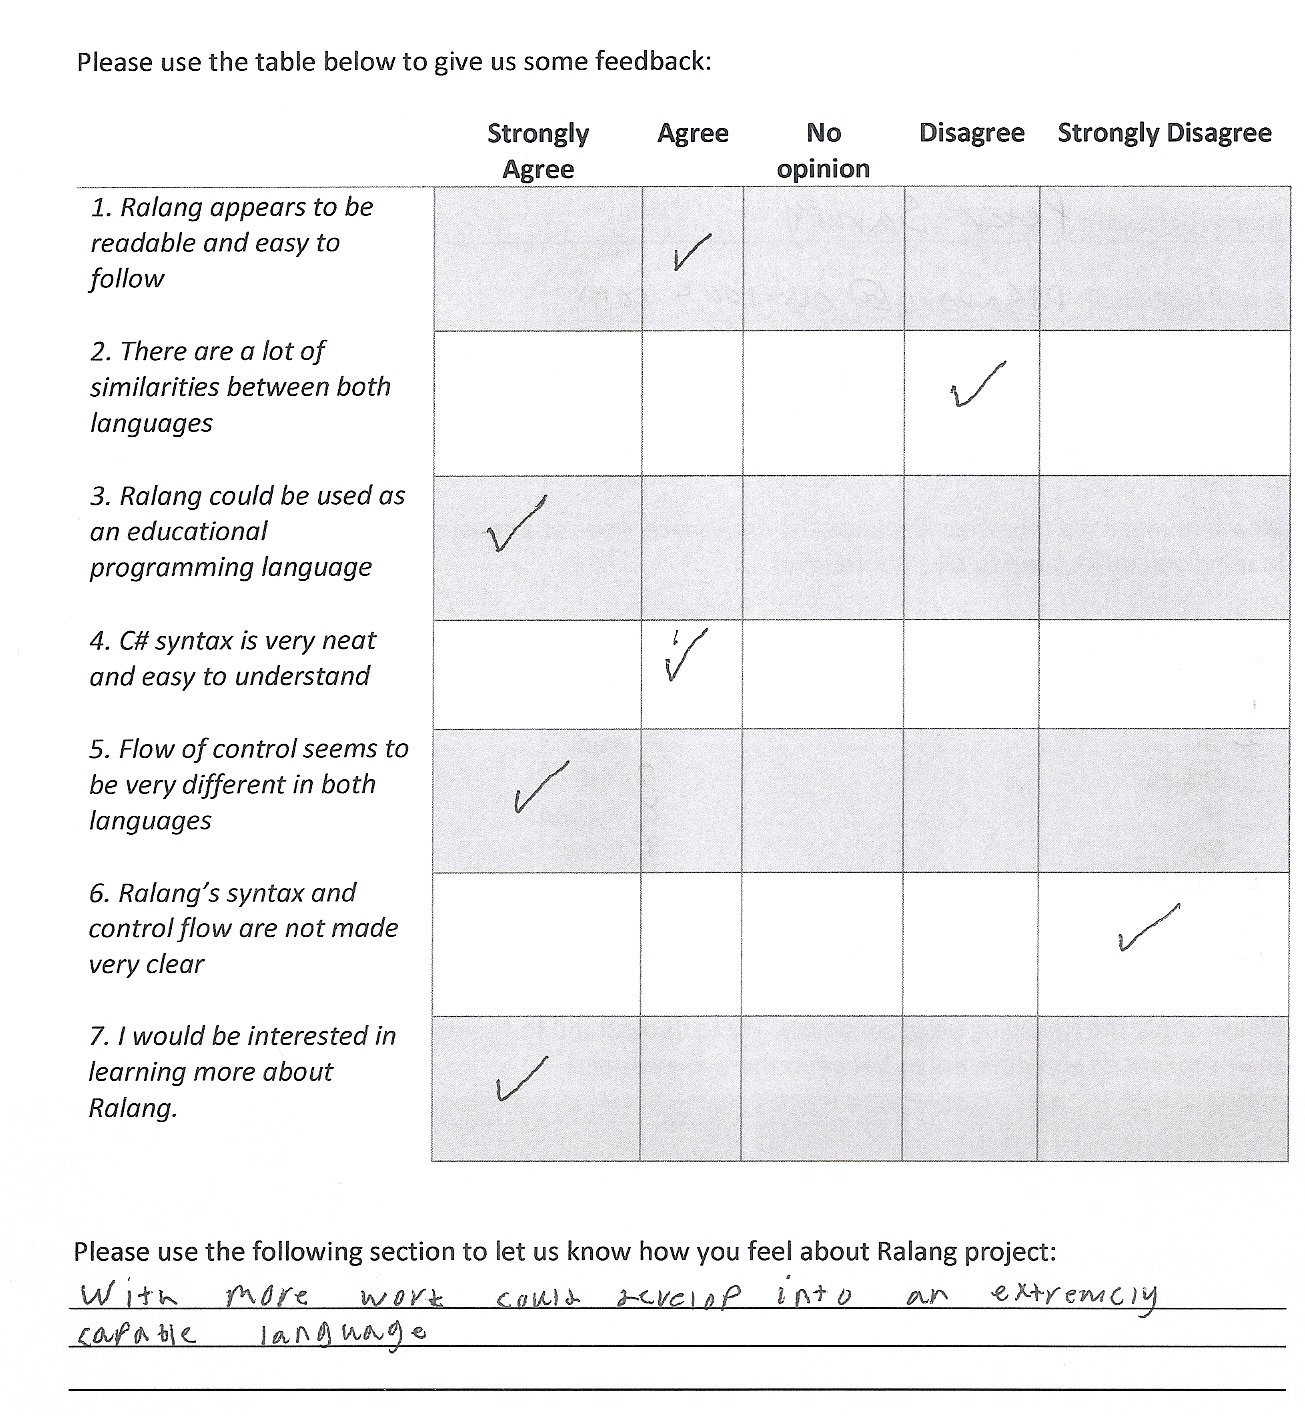 Please use the table below to give us some feedback:
Strongly Agree No Disagree Strongly Disagree
Agree opinion
1. Ralang appears to be
readable and easy to
follow
2. There are a lot of
similarities between both
languages
3. Ralang could be used as
an educational
programming language
4. C# syntax is very neat
and easy to understand
5. Flow of control seems to
be very different in both
languages
6. Ralang's syntax and
control flow are not made
very clear
7. I would be interested in
learning more about
Ralang.
Please use the following section to let us know how you feel about Ralang project:
With more work could develop into an extremely
capable language